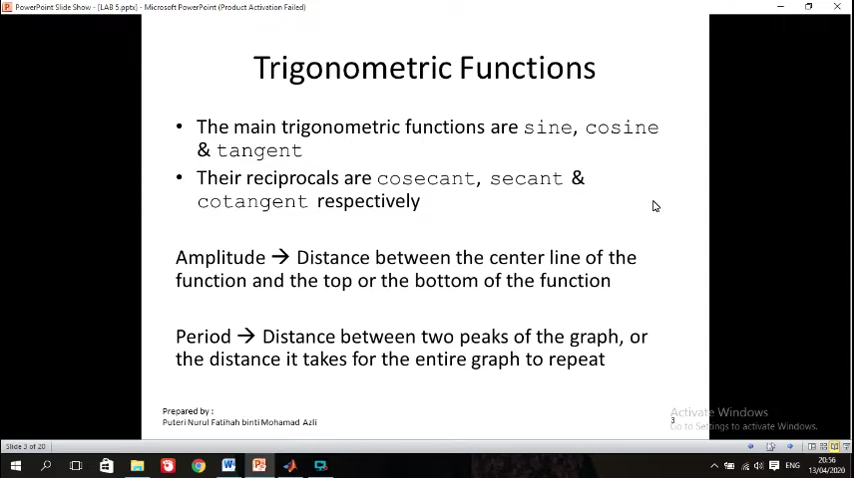 PowerPoint Slide Show - [LAB 5.pptx] - Microsoft PowerPoint (Product Activation Failed)
Trigonometric Functions
• The main trigonometric functions are sine, cosine
& tangent
• Their reciprocals are cosecant, secant &
cotangent respectively
Amplitude → Distance between the center line of the
function and the top or the bottom of the function
Period → Distance between two peaks of the graph, or
the distance it takes for the entire graph to repeat
Prepared by :
Puteri Nurul Fatihah binti Mohamad Azli
3
Activate Windows
Go to Settings to activate Windows.
Slide 3 of 20
ENG
20:56
13/04/2020